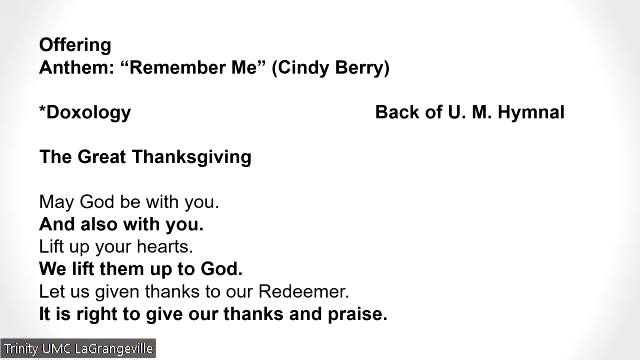 Offering
Anthem: “Remember Me” (Cindy Berry)
*Doxology Back of U. M. Hymnal
The Great Thanksgiving
May God be with you.
And also with you.
Lift up your hearts.
We lift them up to God.
Let us given thanks to our Redeemer.
It is right to give our thanks and praise.
Trinity UMC LaGrangeville